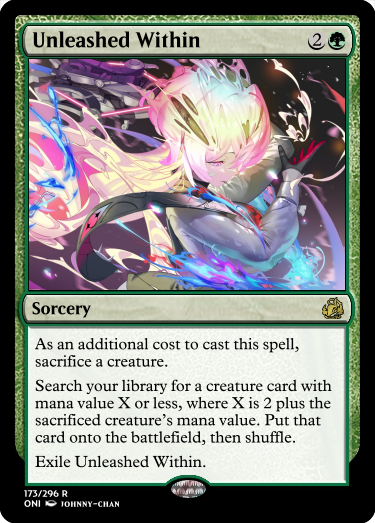 Unleashed Within 2
Sorcery
As an additional cost to cast this spell,
sacrifice a creature.
Search your library for a creature card with
mana value X or less, where X is 2 plus the
sacrificed creature's mana value. Put that
card onto the battlefield, then shuffle.
Exile Unleashed Within.
173/296 R
ONI JOHNNY-CHAN